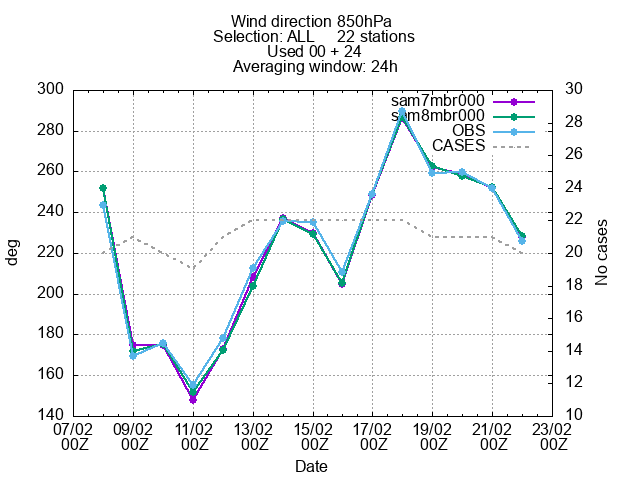 Wind direction 850hPa
Selection: ALL     22 stations
Used 00 + 24
Averaging window: 24h
sam7mbr000
sam8mbr000
OBS
CASES
300
280
260
240
220
200
180
160
140
deg
30
28
26
24
22
20
18
16
14
12
10
No cases
07/02 09/02 11/02 13/02 15/02 17/02 19/02 21/02 23/02
00Z 00Z 00Z 00Z 00Z 00Z 00Z 00Z 00Z
Date